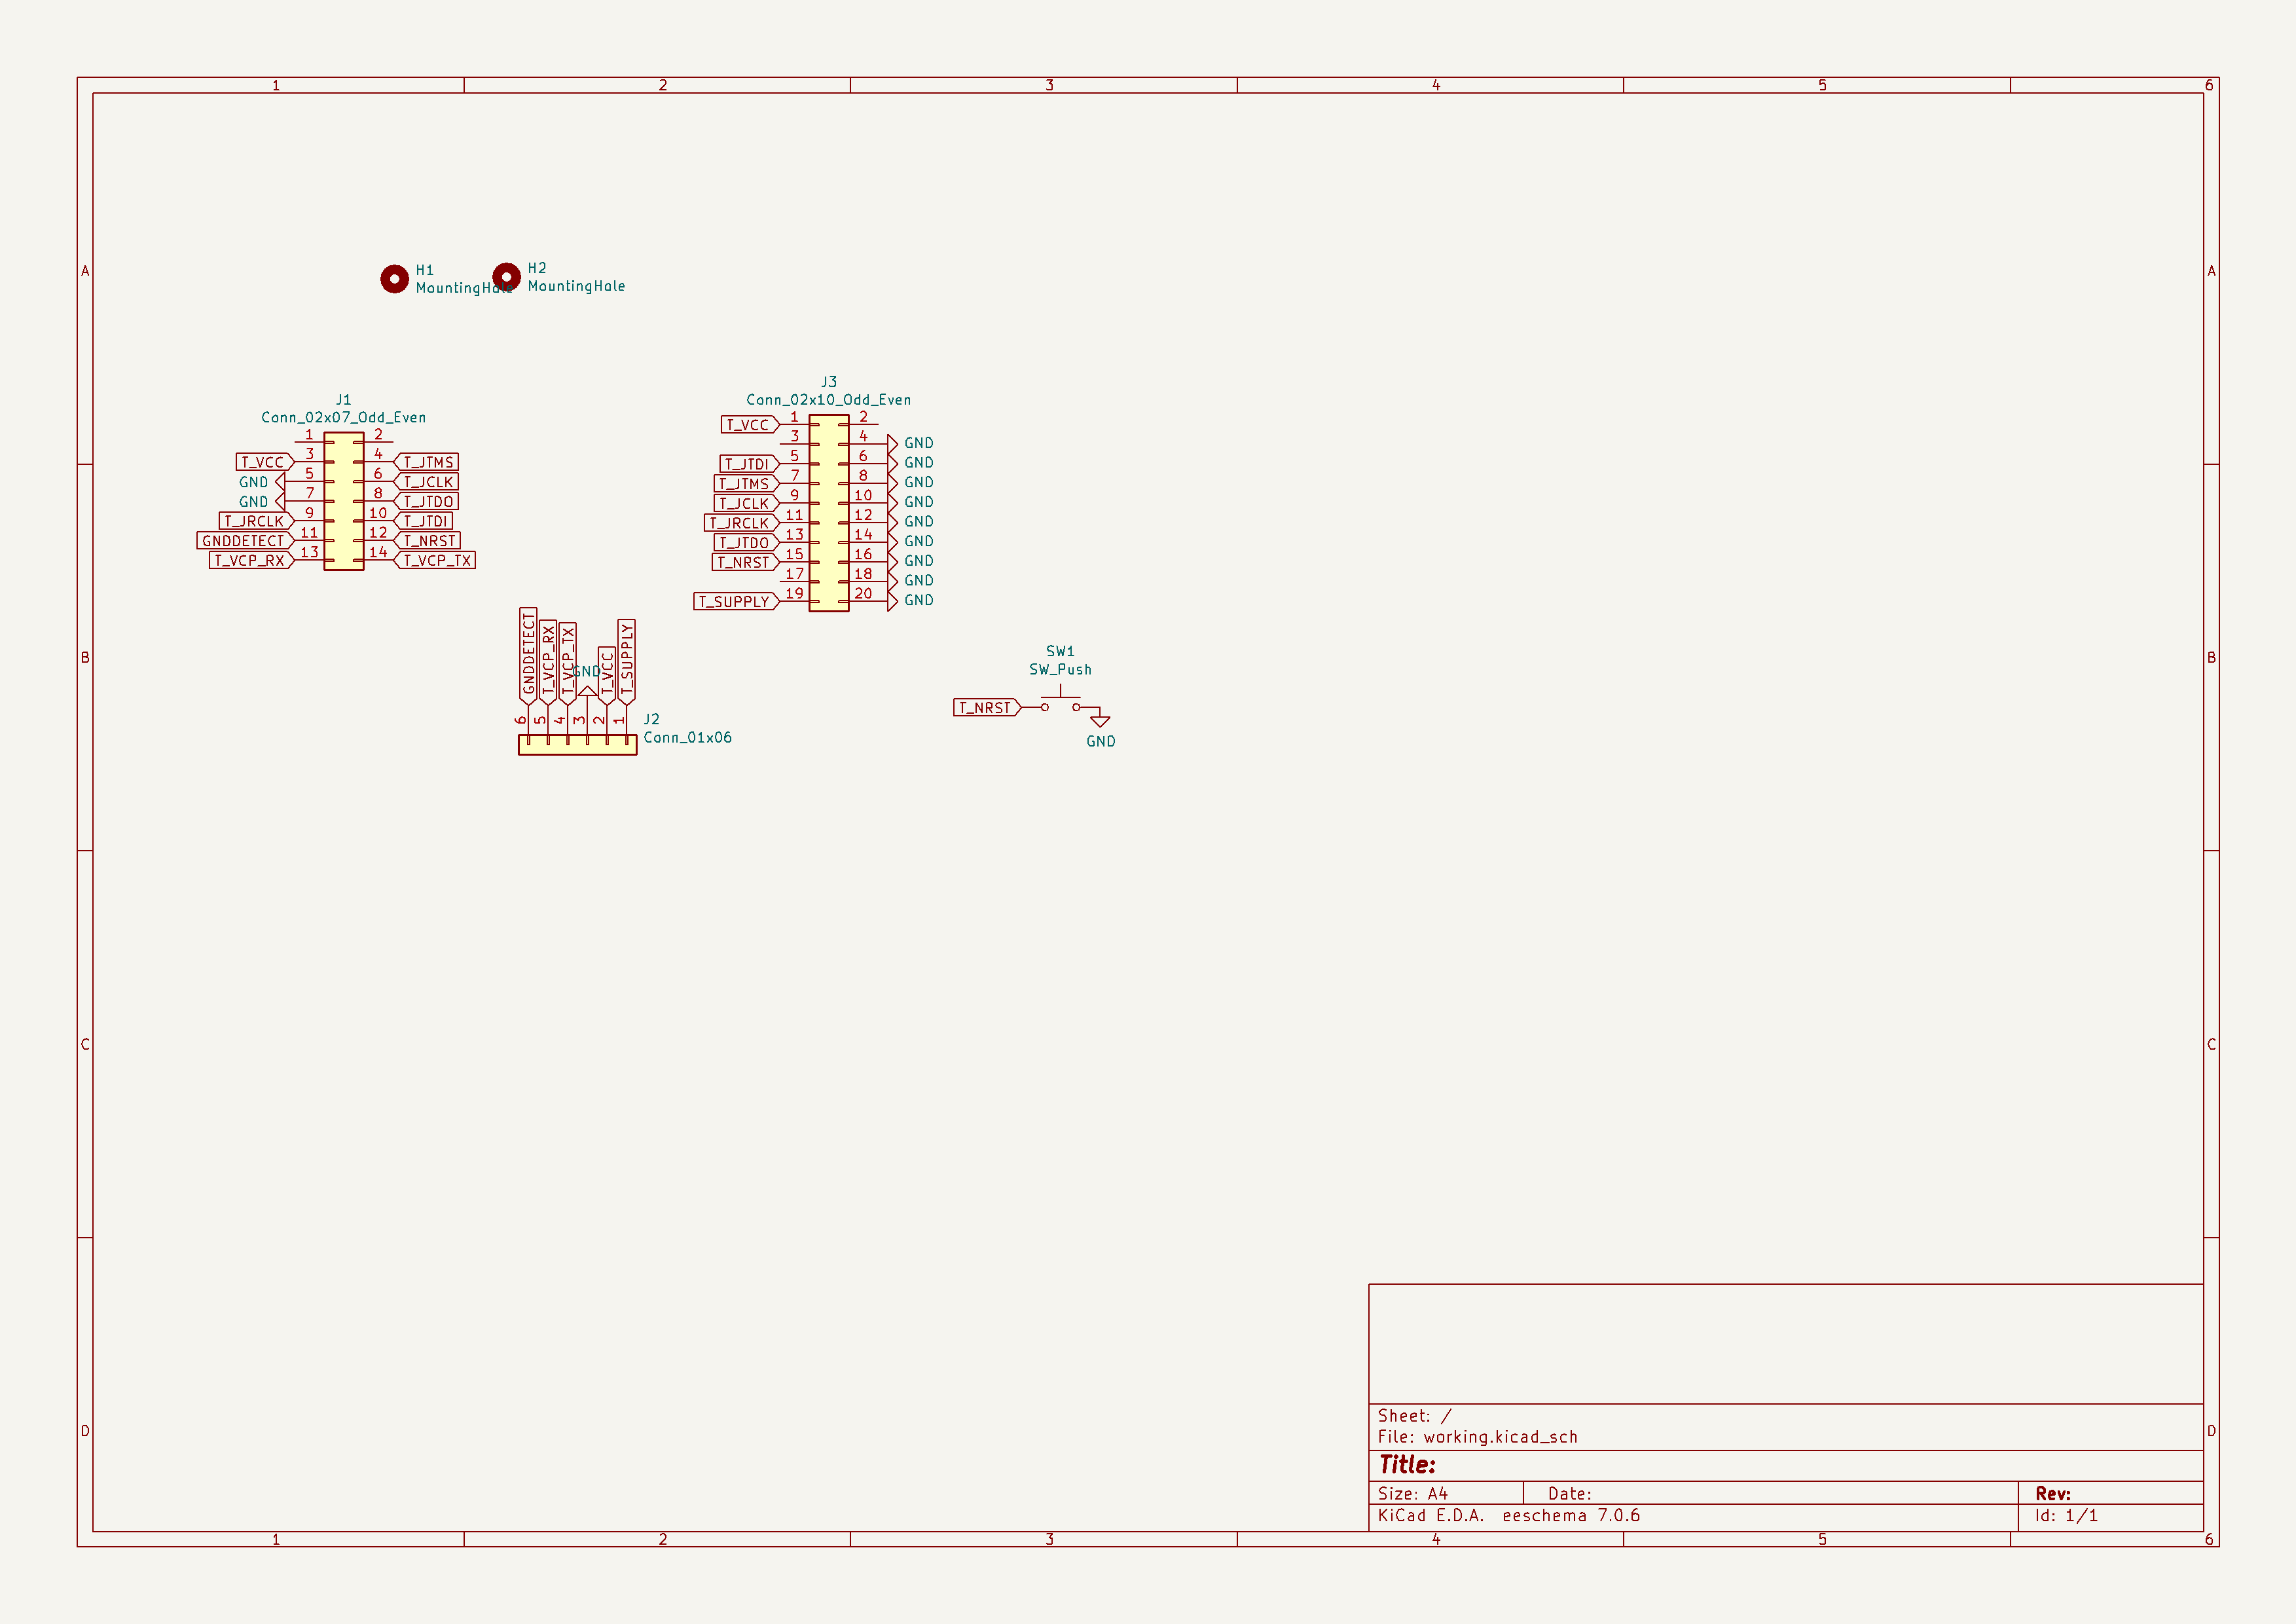 1 2 3 4 5 6
A A
H1
MountingHole
H2
MountingHole
J1
Conn_02x07_Odd_Even
1 2
T_VCC 3 4 T_JTMS
GND 5 6 T_JCLK
GND 7 8 T_JTDO
T_JRCLK 9 10 T_JTDI
GNDDETECT 11 12 T_NRST
T_VCP_RX 13 14 T_VCP_TX
J3
Conn_02x10_Odd_Even
T_VCC 1 2
3 4 GND
T_JTDI 5 6 GND
T_JTMS 7 8 GND
T_JCLK 9 10 GND
T_JRCLK 11 12 GND
T_JTDO 13 14 GND
T_NRST 15 16 GND
17 18 GND
T_SUPPLY 19 20 GND
B B
GNDDETECT
T_VCP_RX
T_VCP_TX
GND
T_VCC
T_SUPPLY
6 5 4 3 2 1
J2
Conn_01x06
SW1
SW_Push
T_NRST
GND
C C
D D
Sheet: /
File: working.kicad_sch
Title:
Size: A4 Date: Rev:
KiCad E.D.A. eeschema 7.0.6 Id: 1/1
1 2 3 4 5 6